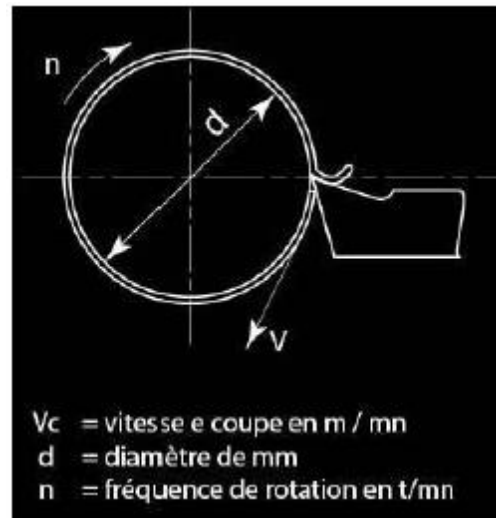 n
d
V
Vc = vitesse e coupe en m / mn
d = diamètre de mm
n = fréquence de rotation en t/mn